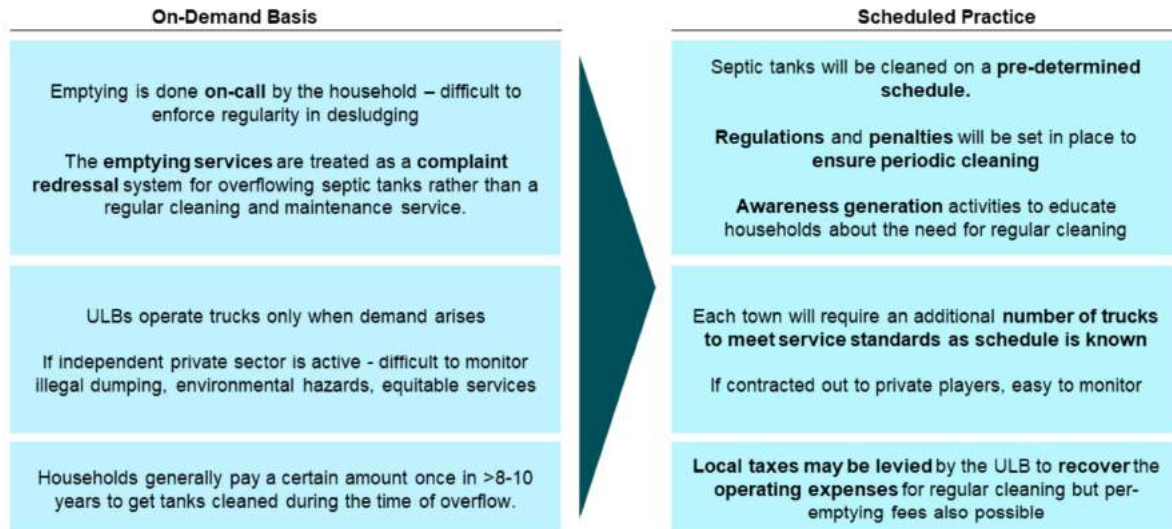 On-Demand Basis
Emptying is done on-call by the household – difficult to
enforce regularity in desludging
The emptying services are treated as a complaint
redressal system for overflowing septic tanks rather than a
regular cleaning and maintenance service.
ULBs operate trucks only when demand arises
If independent private sector is active - difficult to monitor
illegal dumping, environmental hazards, equitable services
Households generally pay a certain amount once in >8-10
years to get tanks cleaned during the time of overflow.
Scheduled Practice
Septic tanks will be cleaned on a pre-determined
schedule.
Regulations and penalties will be set in place to
ensure periodic cleaning
Awareness generation activities to educate
households about the need for regular cleaning
Each town will require an additional number of trucks
to meet service standards as schedule is known
If contracted out to private players, easy to monitor
Local taxes may be levied by the ULB to recover the
operating expenses for regular cleaning but per-
emptying fees also possible